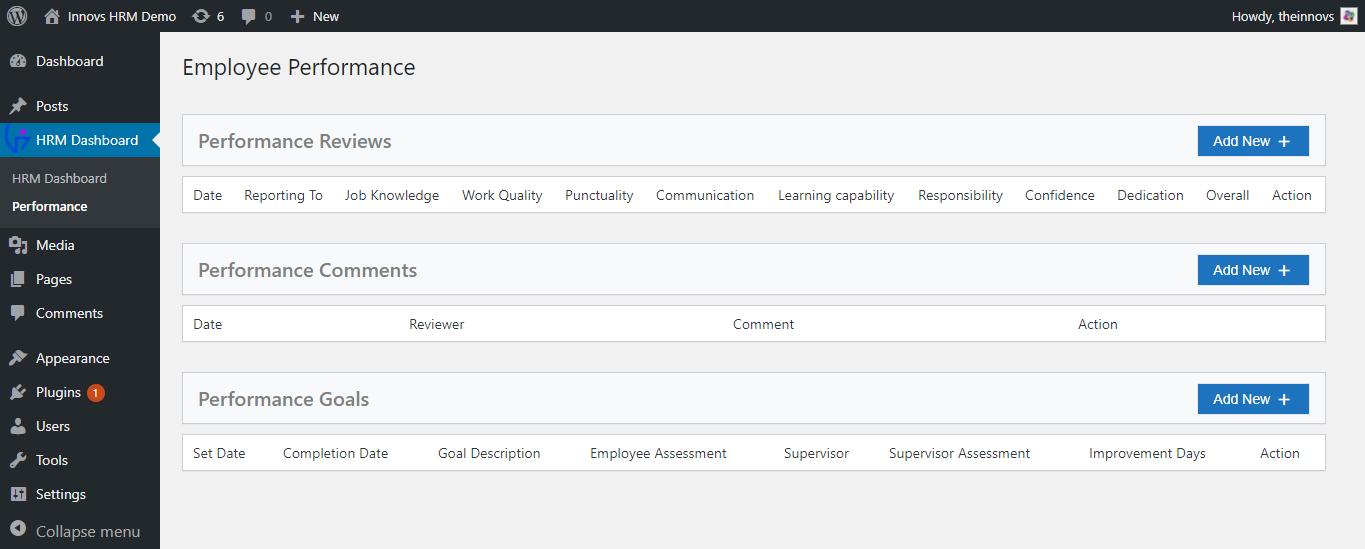 Innovs HRM Demo 6 0 New Howdy, theinnovs
Dashboard
Posts
HRM Dashboard
HRM Dashboard
Performance
Media
Pages
Comments
Appearance
Plugins 1
Users
Tools
Settings
Collapse menu
Employee Performance
Performance Reviews Add New
Date Reporting To Job Knowledge Work Quality Punctuality Communication Learning capability Responsibility Confidence Dedication Overall Action
Performance Comments Add New
Date Reviewer Comment Action
Performance Goals Add New
Set Date Completion Date Goal Description Employee Assessment Supervisor Supervisor Assessment Improvement Days Action